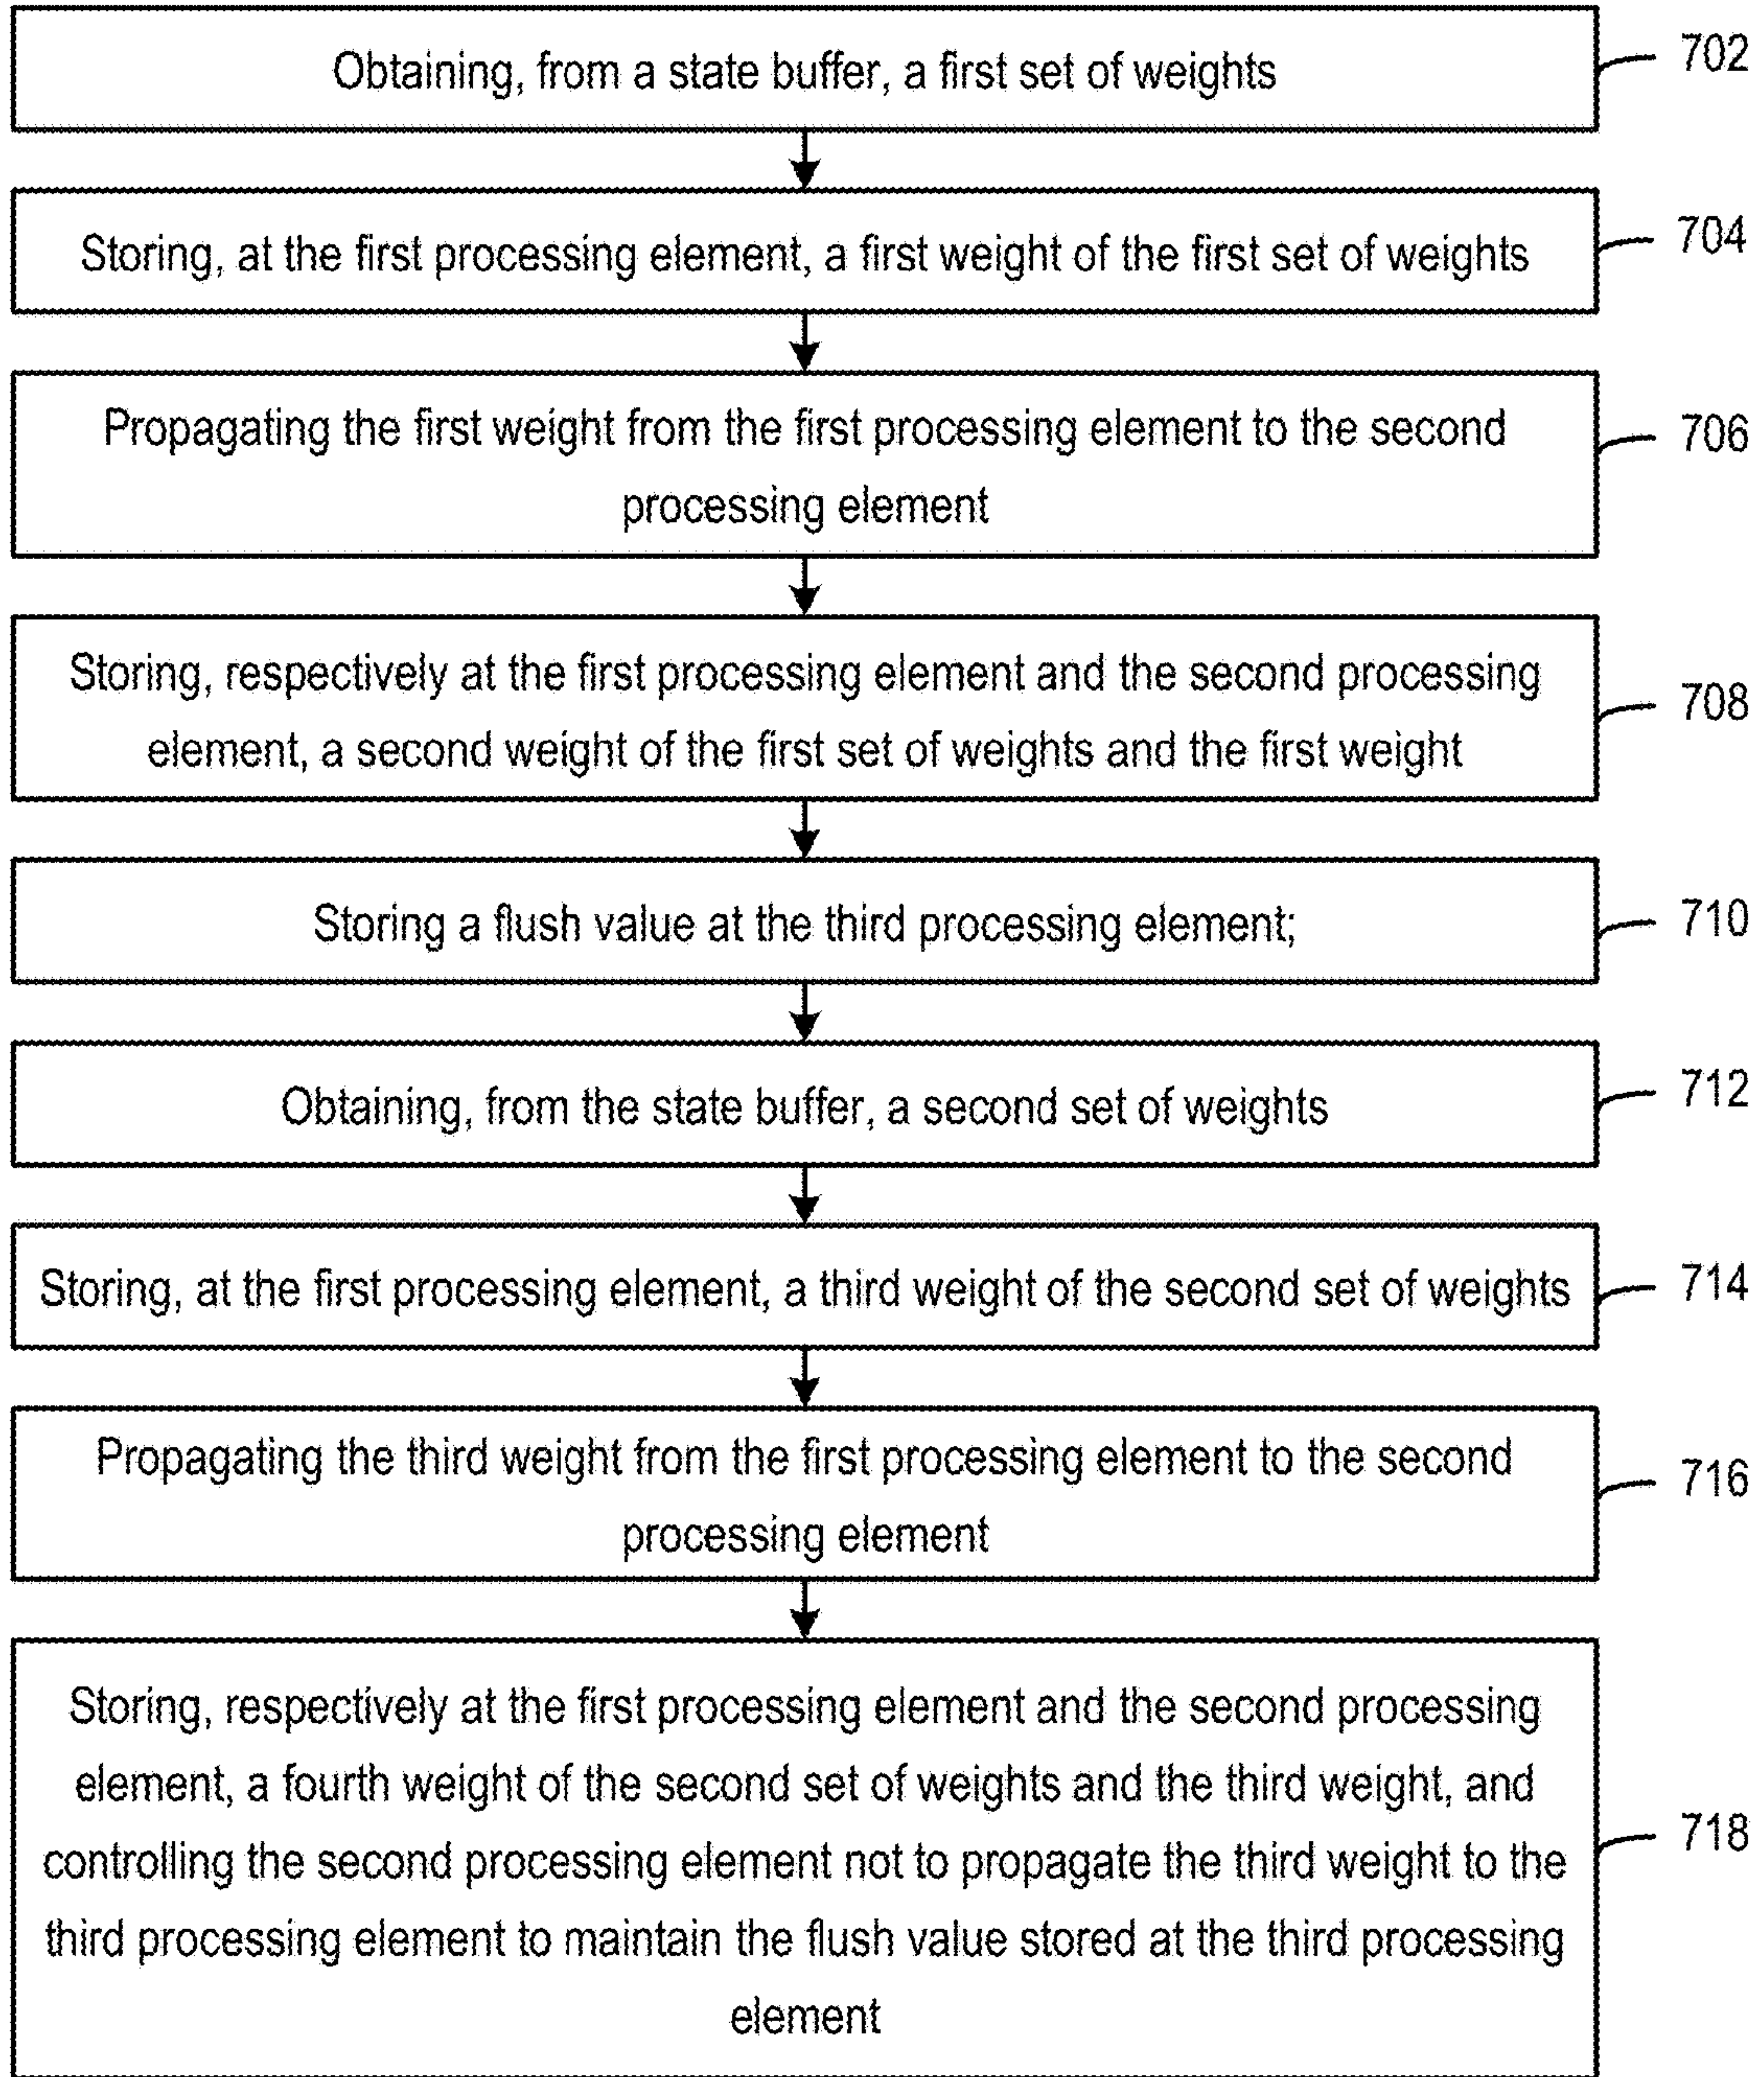 Obtaining, from a state buffer, a first set of weights
702
Storing, at the first processing element, a first weight of the first set of weights
704
Propagating the first weight from the first processing element to the second
processing element
706
Storing, respectively at the first processing element and the second processing
element, a second weight of the first set of weights and the first weight
708
Storing a flush value at the third processing element;
710
Obtaining, from the state buffer, a second set of weights
712
Storing, at the first processing element, a third weight of the second set of weights
714
Propagating the third weight from the first processing element to the second
processing element
716
Storing, respectively at the first processing element and the second processing
element, a fourth weight of the second set of weights and the third weight, and
controlling the second processing element not to propagate the third weight to the
third processing element to maintain the flush value stored at the third processing
element
718